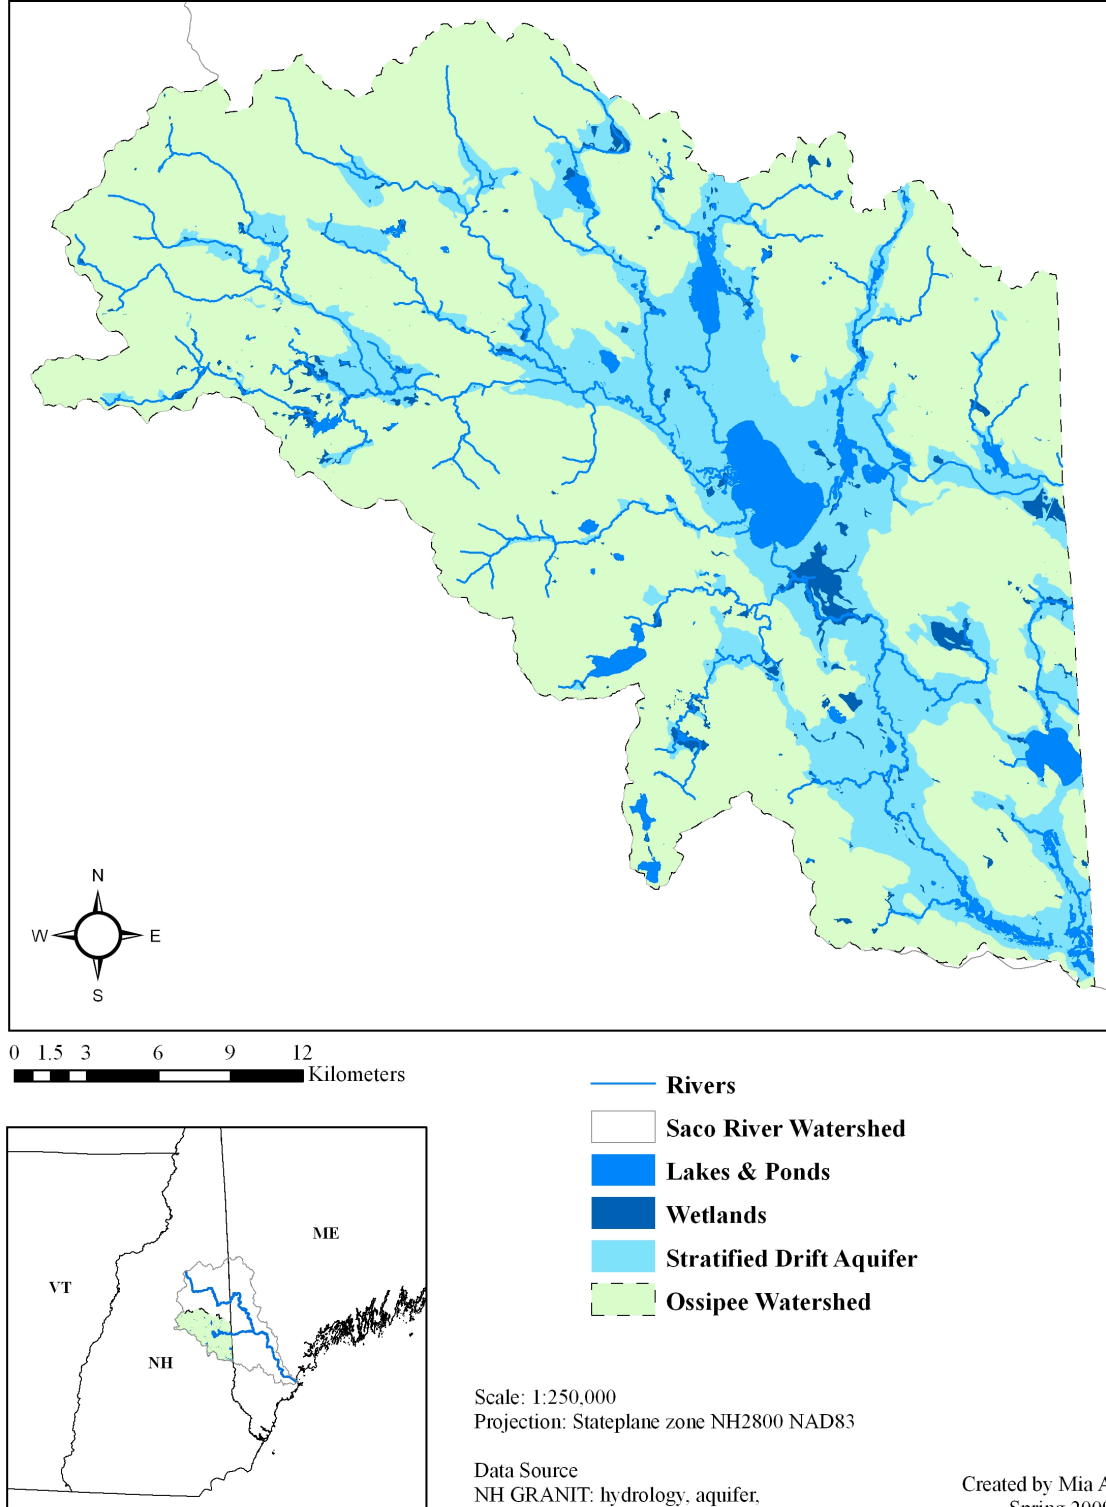 N
W E
S
0 1.5 3 6 9 12
Kilometers
Rivers
Saco River Watershed
Lakes & Ponds
Wetlands
Stratified Drift Aquifer
Ossipee Watershed
ME
VT
NH
Scale: 1:250,000
Projection: Stateplane zone NH2800 NAD83
Data Source
NH GRANIT: hydrology, aquifer,
Created by Mia A
Spring